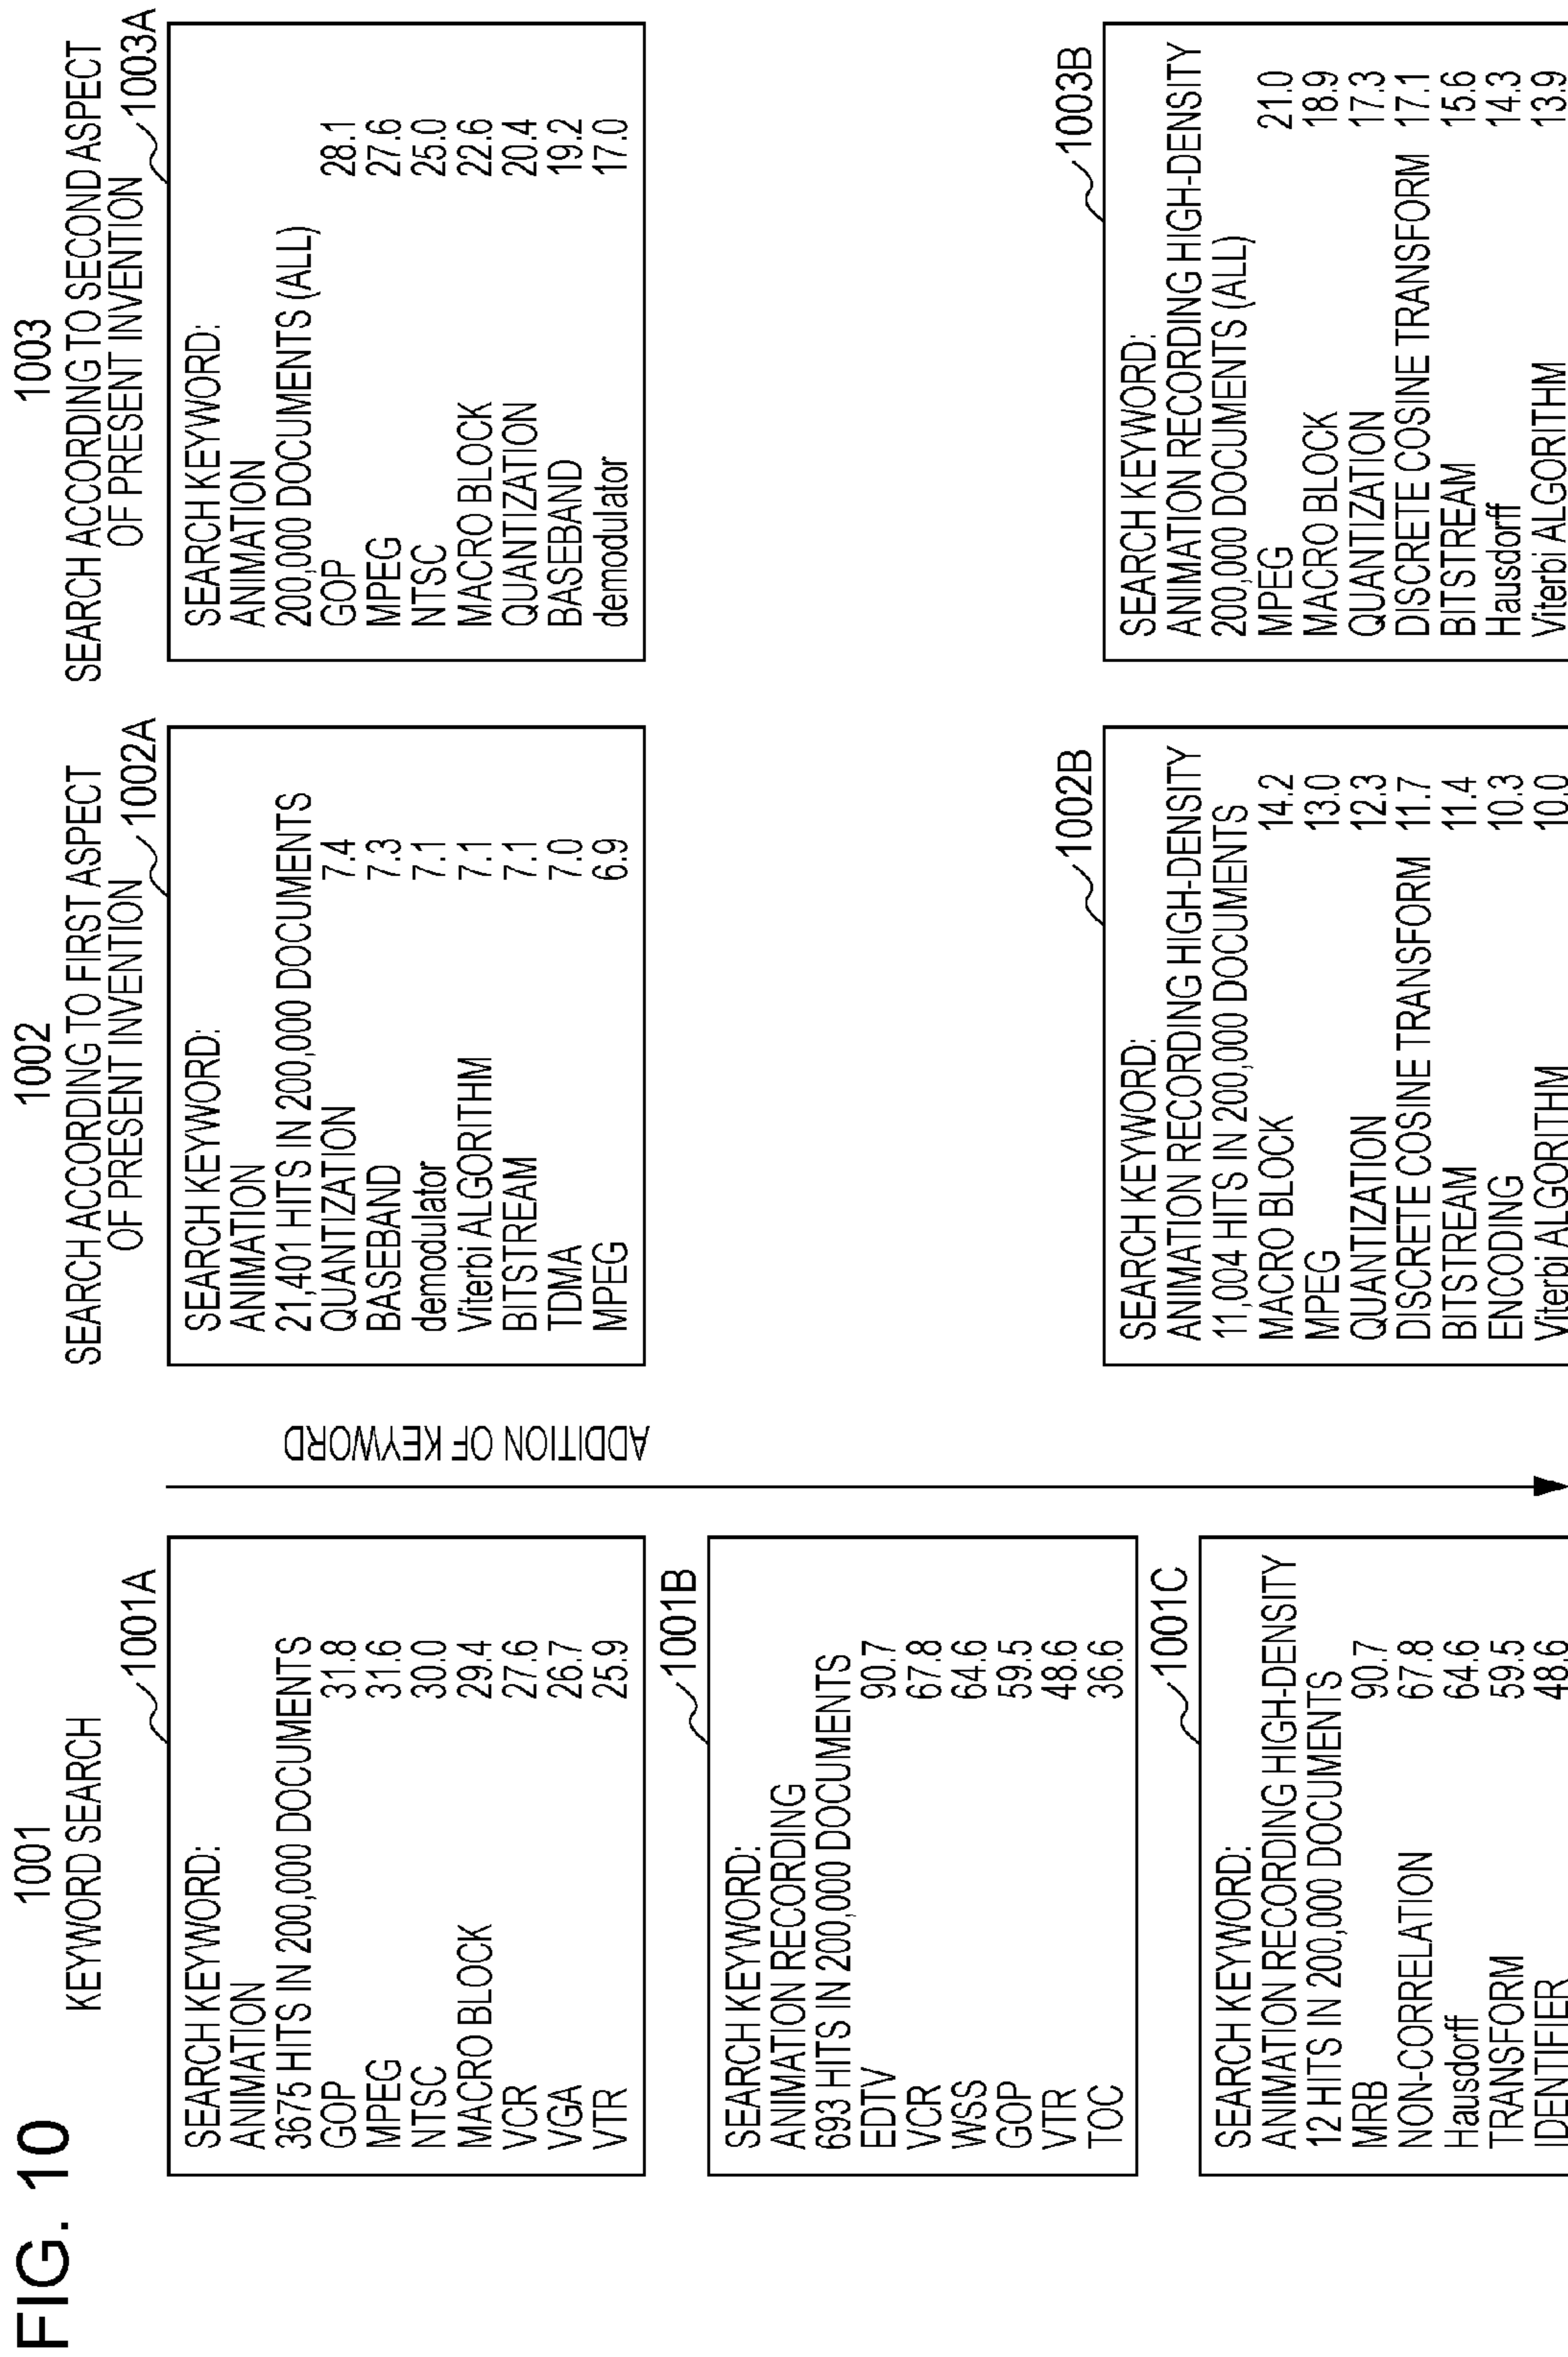 FIG. 10
1001
KEYWORD SEARCH
1001A
SEARCH KEYWORD:
ANIMATION
3675 HITS IN 200,000 DOCUMENTS
GOP 31.8
MPEG 31.6
NTSC 30.0
MACRO BLOCK 29.4
VCR 27.6
VGA 26.7
VTR 25.9
1001B
SEARCH KEYWORD:
ANIMATION RECORDING
693 HITS IN 200,000 DOCUMENTS
EDTV 90.7
VCR 67.8
WSS 64.6
GOP 59.5
VTR 48.6
TOC 36.6
1001C
SEARCH KEYWORD:
ANIMATION RECORDING HIGH-DENSITY
12 HITS IN 200,000 DOCUMENTS
MRB 90.7
NON-CORRELATION 67.8
Hausdorff 64.6
TRANSFORM 59.5
IDENTIFIER 48.6
ADDITION OF KEYWORD
1002
SEARCH ACCORDING TO FIRST ASPECT
OF PRESENT INVENTION
1002A
SEARCH KEYWORD:
ANIMATION
21,401 HITS IN 200,000 DOCUMENTS
QUANTIZATION 7.4
BASEBAND 7.3
demodulator 7.1
Viterbi ALGORITHM 7.1
BITSTREAM 7.1
TDMA 7.0
MPEG 6.9
1002B
SEARCH KEYWORD:
ANIMATION RECORDING HIGH-DENSITY
11,004 HITS IN 200,000 DOCUMENTS
MACRO BLOCK 14.2
MPEG 13.0
QUANTIZATION 12.3
DISCRETE COSINE TRANSFORM 11.7
BITSTREAM 11.4
ENCODING 10.3
Viterbi ALGORITHM 10.0
1003
SEARCH ACCORDING TO SECOND ASPECT
OF PRESENT INVENTION
1003A
SEARCH KEYWORD:
ANIMATION
200,000 DOCUMENTS (ALL)
GOP 28.1
MPEG 27.6
NTSC 25.0
MACRO BLOCK 22.6
QUANTIZATION 20.4
BASEBAND 19.2
demodulator 17.0
1003B
SEARCH KEYWORD:
ANIMATION RECORDING HIGH-DENSITY
200,000 DOCUMENTS (ALL)
MPEG 21.0
MACRO BLOCK 18.9
QUANTIZATION 17.3
DISCRETE COSINE TRANSFORM 17.1
BITSTREAM 15.6
Hausdorff 14.3
Viterbi ALGORITHM 13.9